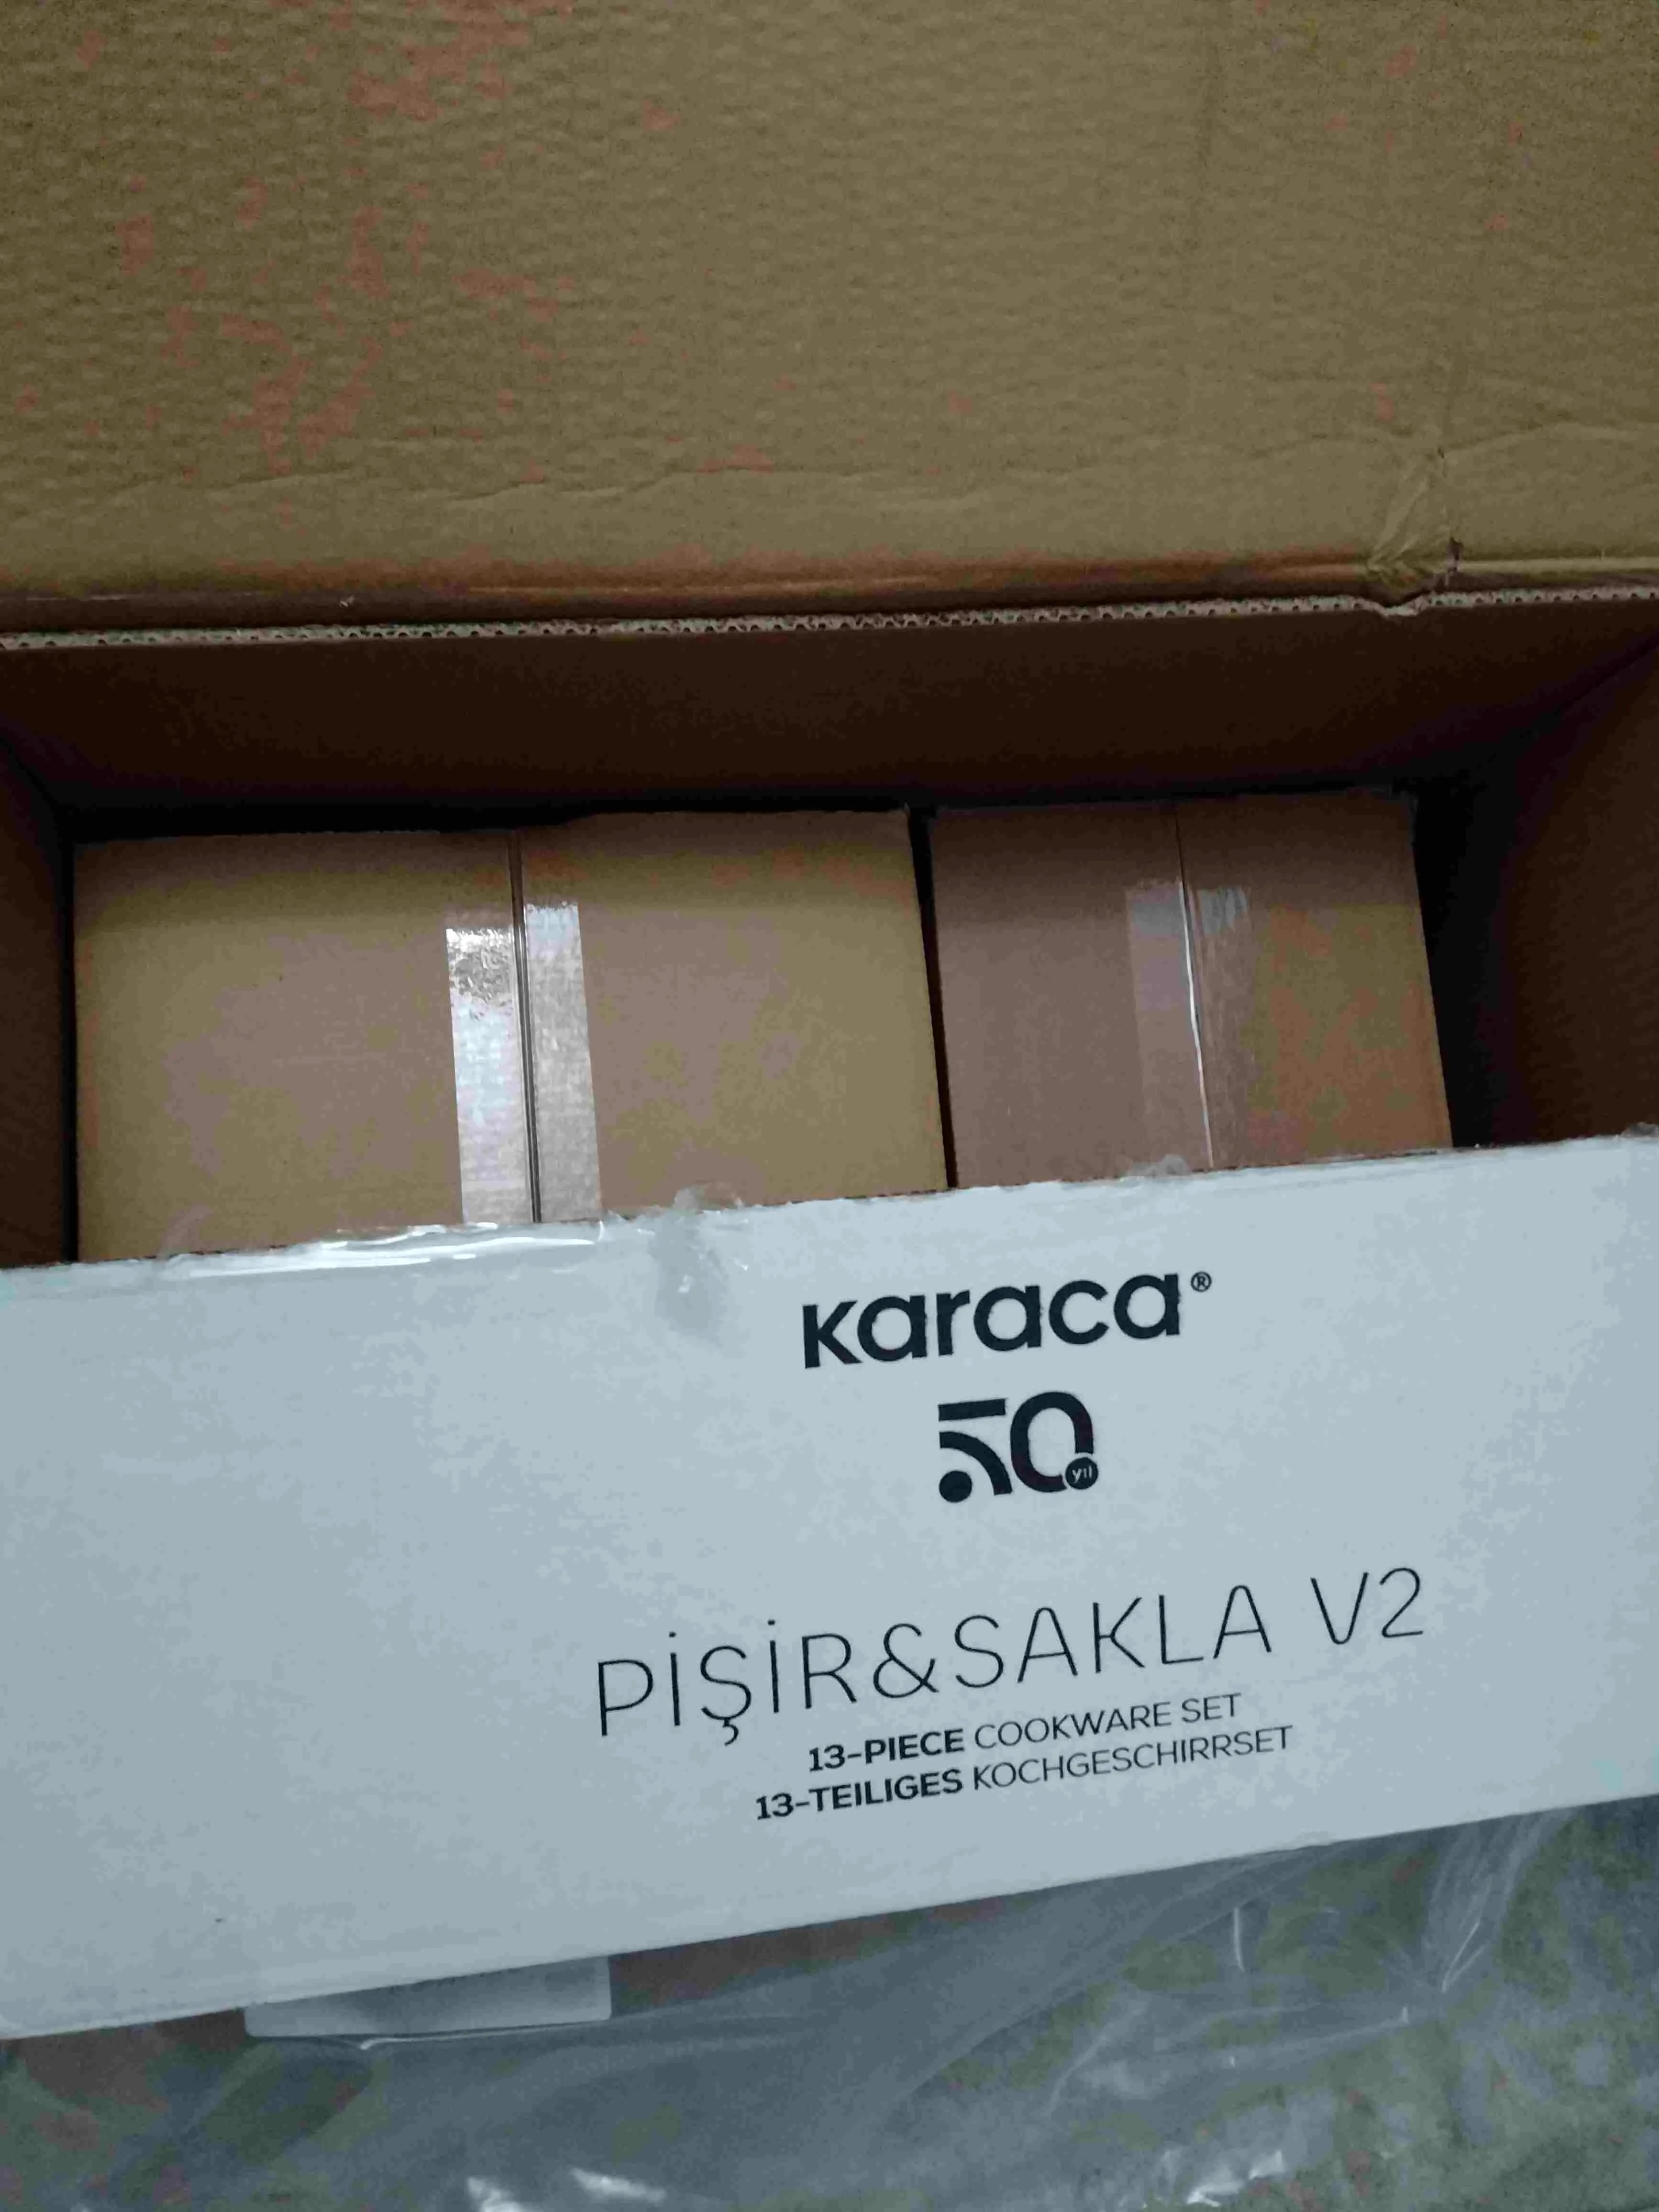 karaca®
50 yıl
PİŞİR&SAKLA V2
13-PIECE COOKWARE SET
13-TEILIGES KOCHGESCHIRRSET